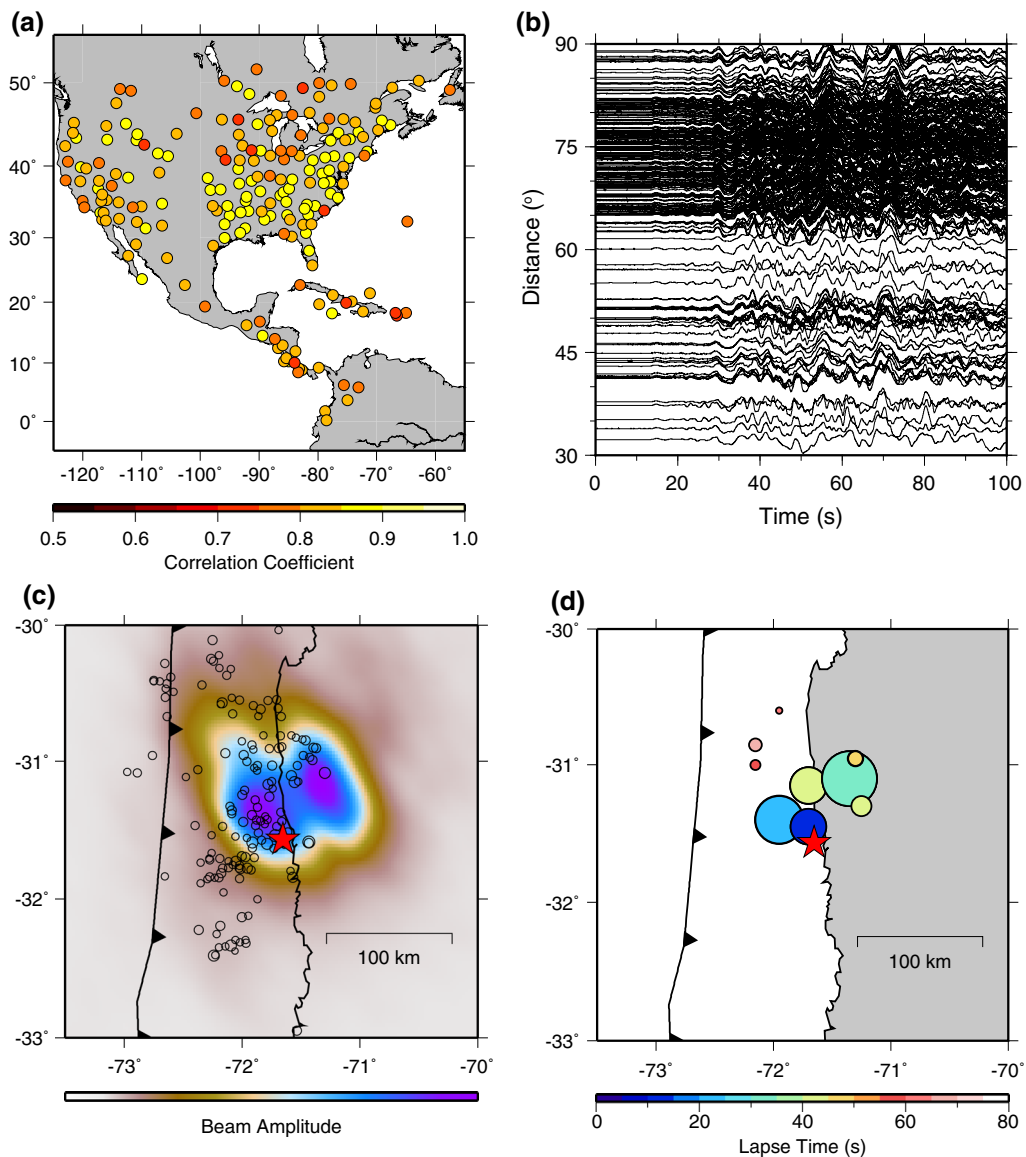 (a)
50˚
40˚
30˚
20˚
10˚
0˚
-120 -110 -100 -90 -80 -70 -60˚
0.5 0.6 0.7 0.8 0.9 1.0
Correlation Coefficient
(b)
90
75
60
45
30
Distance (º)
0 20 40 60 80 100
Time (s)
(c)
-30˚
-31˚
-32˚
-33˚
100 km
-73˚ -72˚ -71˚ -70˚
Beam Amplitude
(d)
-30˚
-31˚
-32˚
-33˚
100 km
-73˚ -72˚ -71˚ -70˚
0 20 40 60 80
Lapse Time (s)